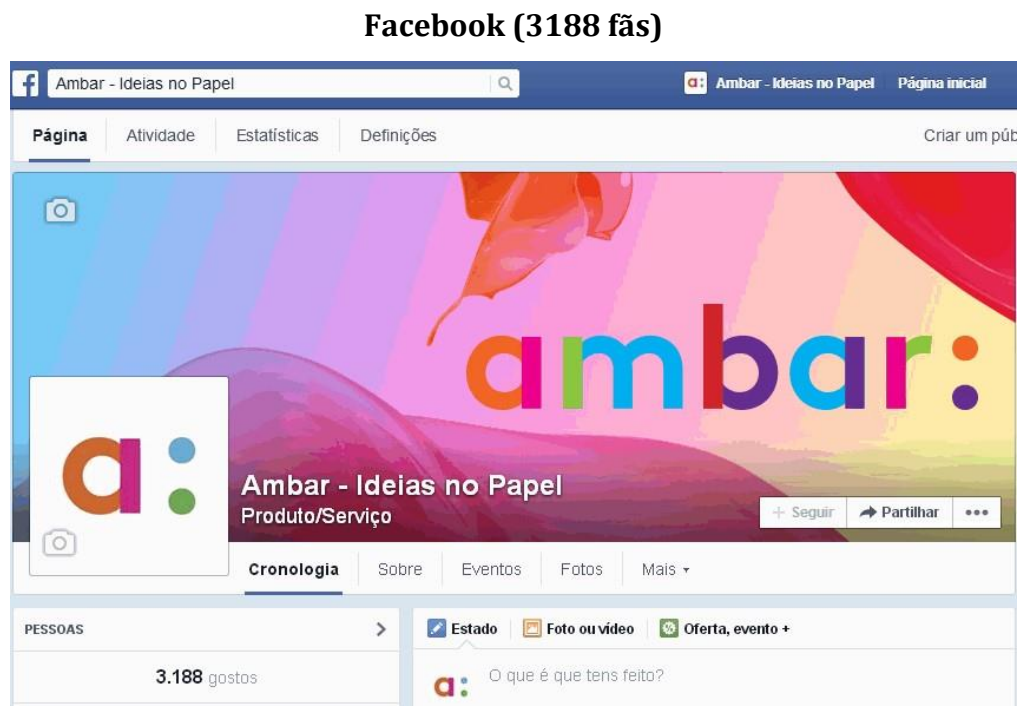 Facebook (3188 fãs)
f Ambar - Ideias no Papel a: Ambar - Ideias no Papel Página inicial
Página Atividade Estatísticas Definições Criar um púb
ambar:
a:
Ambar - Ideias no Papel
Produto/Serviço
+ Seguir Partilhar •••
Cronologia Sobre Eventos Fotos Mais
PESSOAS
Estado Foto ou vídeo Oferta, evento +
3.188 gostos
a: O que é que tens feito?